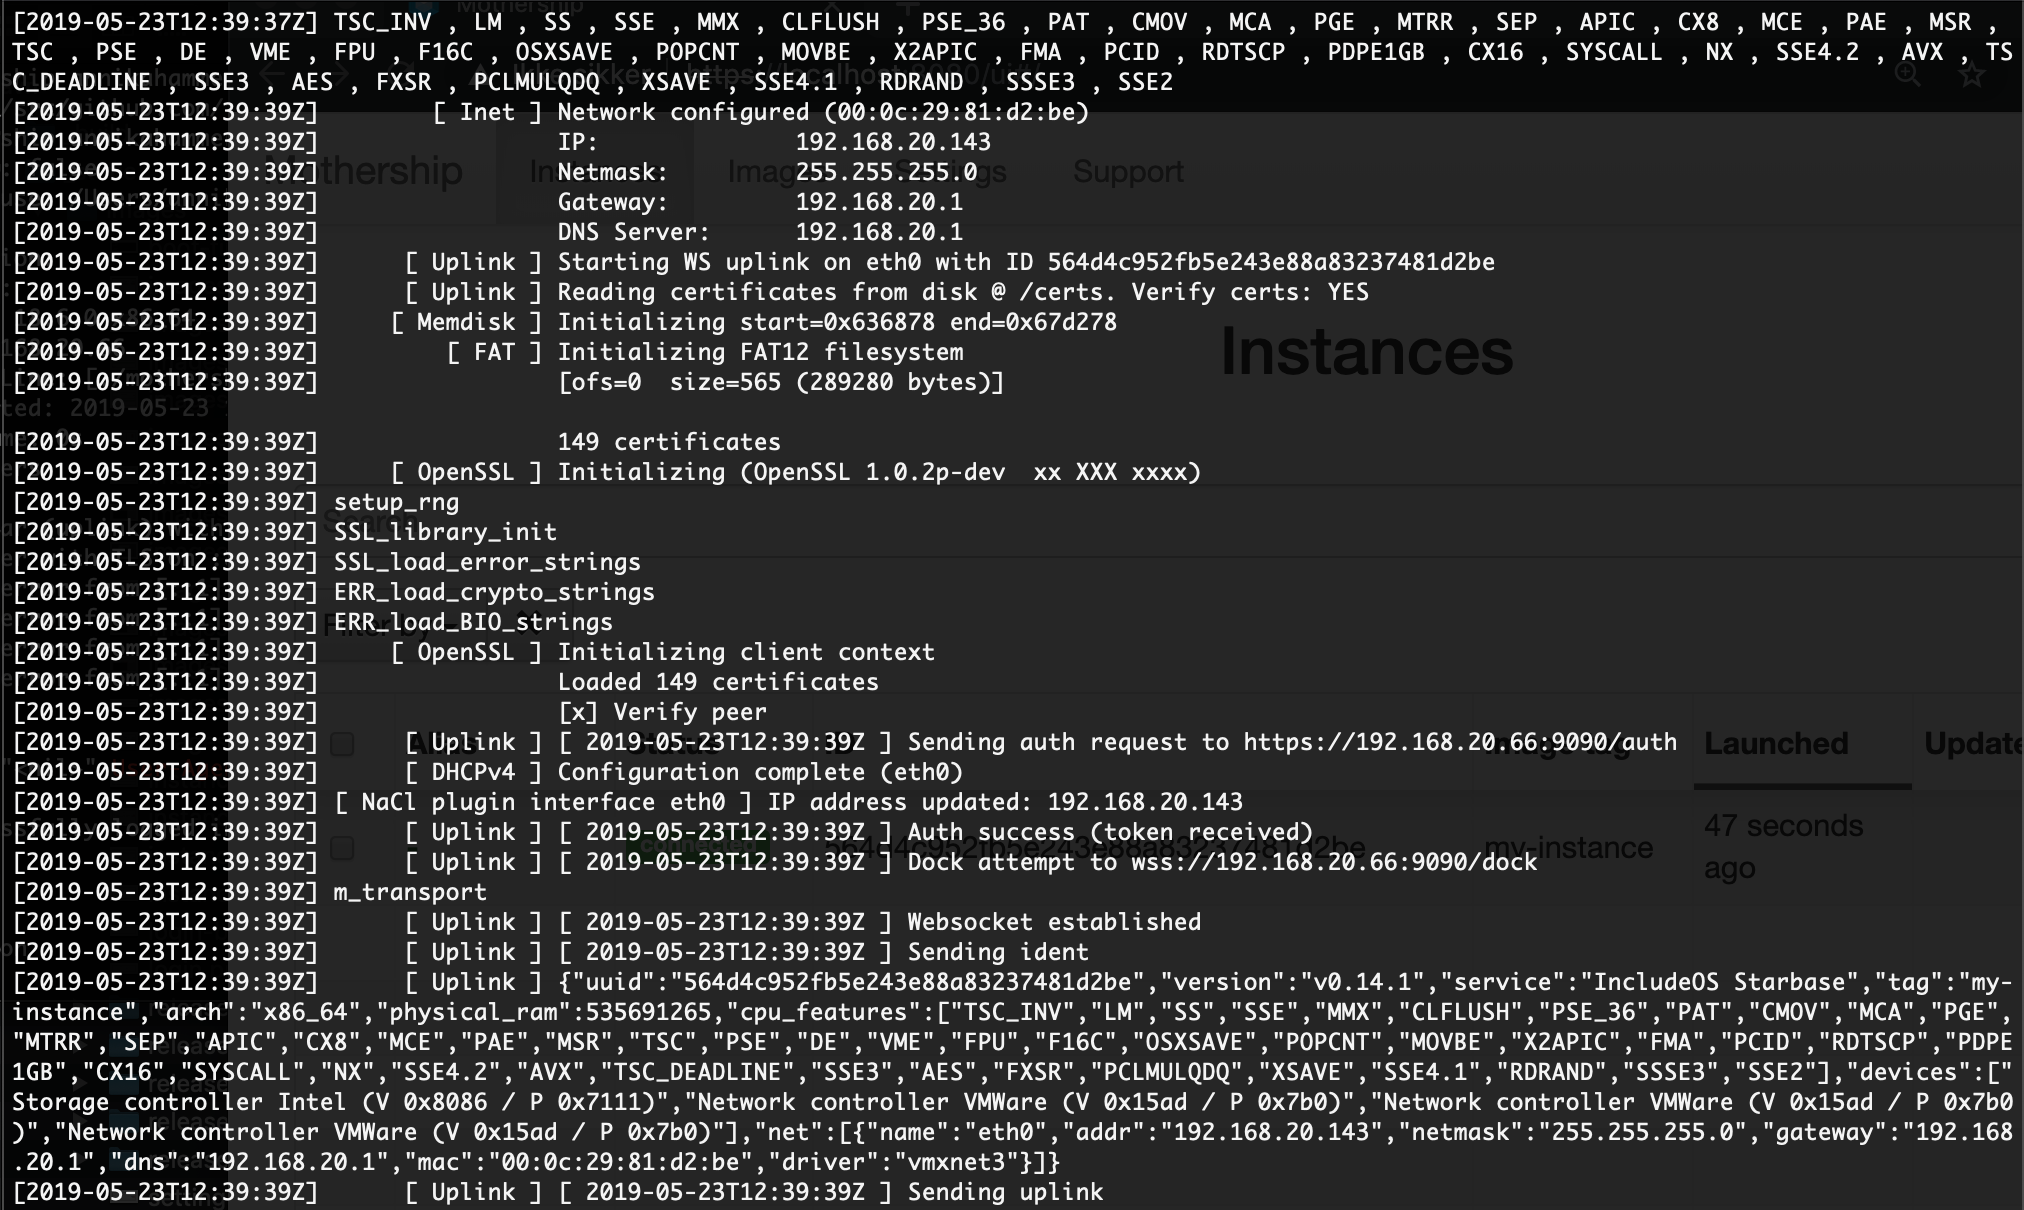 [2019-05-23T12:39:37Z] TSC_INV , LM , SS , SSE , MMX , CLFLUSH , PSE_36 , PAT , CMOV , MCA , PGE , MTRR , SEP , APIC , CX8 , MCE , PAE , MSR ,
TSC , PSE , DE , VME , FPU , F16C , OSXSAVE , POPCNT , MOVBE , X2APIC , FMA , PCID , RDTSCP , PDPE1GB , CX16 , SYSCALL , NX , SSE4.2 , AVX , TS
C_DEADLINE , SSE3 , AES , FXSR , PCLMULQDQ , XSAVE , SSE4.1 , RDRAND , SSSE3 , SSE2
[2019-05-23T12:39:39Z] [ Inet ] Network configured (00:0c:29:81:d2:be)
[2019-05-23T12:39:39Z] IP: 192.168.20.143
[2019-05-23T12:39:39Z] Netmask: 255.255.255.0
Mothership Instances Images Settings Support
[2019-05-23T12:39:39Z] Gateway: 192.168.20.1
[2019-05-23T12:39:39Z] DNS Server: 192.168.20.1
[2019-05-23T12:39:39Z] [ Uplink ] Starting WS uplink on eth0 with ID 564d4c952fb5e243e88a83237481d2be
[2019-05-23T12:39:39Z] [ Uplink ] Reading certificates from disk @ /certs. Verify certs: YES
[2019-05-23T12:39:39Z] [ Memdisk ] Initializing start=0x636878 end=0x67d278
[2019-05-23T12:39:39Z] [ FAT ] Initializing FAT12 filesystem
Instances
[2019-05-23T12:39:39Z] [ofs=0 size=565 (289280 bytes)]
[2019-05-23T12:39:39Z] 149 certificates
[2019-05-23T12:39:39Z] [ OpenSSL ] Initializing (OpenSSL 1.0.2p-dev xx XXX xxxx)
[2019-05-23T12:39:39Z] setup_rng
Search
[2019-05-23T12:39:39Z] SSL_library_init
[2019-05-23T12:39:39Z] SSL_load_error_strings
[2019-05-23T12:39:39Z] ERR_load_crypto_strings
[2019-05-23T12:39:39Z] ERR_load_BIO_strings
Filter by
[2019-05-23T12:39:39Z] [ OpenSSL ] Initializing client context
[2019-05-23T12:39:39Z] Loaded 149 certificates
[2019-05-23T12:39:39Z] [x] Verify peer
[2019-05-23T12:39:39Z] [ Uplink ] [ 2019-05-23T12:39:39Z ] Sending auth request to https://192.168.20.66:9090/auth
Alias Status ID Image tag Launched
[2019-05-23T12:39:39Z] [ DHCPv4 ] Configuration complete (eth0)
[2019-05-23T12:39:39Z] [ NaCl plugin interface eth0 ] IP address updated: 192.168.20.143
[2019-05-23T12:39:39Z] [ Uplink ] [ 2019-05-23T12:39:39Z ] Auth success (token received)
connected 564d4c952fb5e243e88a83237481d2be my-instance 47 seconds
ago
[2019-05-23T12:39:39Z] [ Uplink ] [ 2019-05-23T12:39:39Z ] Dock attempt to wss://192.168.20.66:9090/dock
[2019-05-23T12:39:39Z] m_transport
[2019-05-23T12:39:39Z] [ Uplink ] [ 2019-05-23T12:39:39Z ] Websocket established
[2019-05-23T12:39:39Z] [ Uplink ] [ 2019-05-23T12:39:39Z ] Sending ident
[2019-05-23T12:39:39Z] [ Uplink ] {"uuid":"564d4c952fb5e243e88a83237481d2be","version":"v0.14.1","service":"IncludeOS Starbase","tag":"my-
instance","arch":"x86_64","physical_ram":535691265,"cpu_features":["TSC_INV","LM","SS","SSE","MMX","CLFLUSH","PSE_36","PAT","CMOV","MCA","PGE",
"MTRR","SEP","APIC","CX8","MCE","PAE","MSR","TSC","PSE","DE","VME","FPU","F16C","OSXSAVE","POPCNT","MOVBE","X2APIC","FMA","PCID","RDTSCP","PDPE
1GB","CX16","SYSCALL","NX","SSE4.2","AVX","TSC_DEADLINE","SSE3","AES","FXSR","PCLMULQDQ","XSAVE","SSE4.1","RDRAND","SSSE3","SSE2"],"devices":["
Storage controller Intel (V 0x8086 / P 0x7111)","Network controller VMWare (V 0x15ad / P 0x7b0)","Network controller VMWare (V 0x15ad / P 0x7b0
)","Network controller VMWare (V 0x15ad / P 0x7b0)"],"net":[{"name":"eth0","addr":"192.168.20.143","netmask":"255.255.255.0","gateway":"192.168
.20.1","dns":"192.168.20.1","mac":"00:0c:29:81:d2:be","driver":"vmxnet3"}]}
[2019-05-23T12:39:39Z] [ Uplink ] [ 2019-05-23T12:39:39Z ] Sending uplink